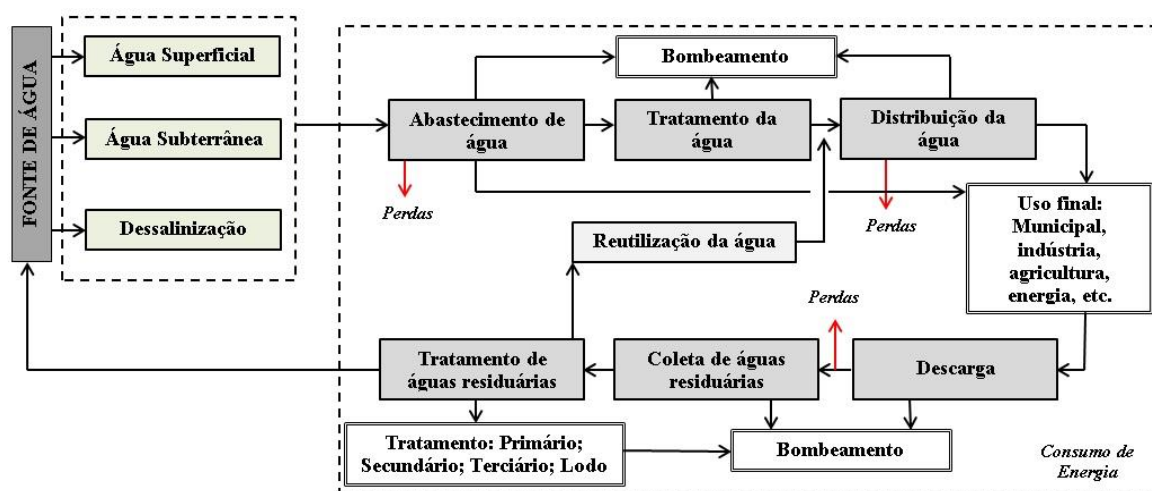 FONTE DE ÁGUA
Água Superficial
Água Subterrânea
Dessalinização
Bombeamento
Abastecimento de
água
Tratamento da
água
Distribuição da
água
Perdas
Perdas
Reutilização da água
Uso final:
Municipal,
indústria,
agricultura,
energia, etc.
Perdas
Tratamento de
águas residuárias
Coleta de águas
residuárias
Descarga
Tratamento: Primário;
Secundário; Terciário; Lodo
Bombeamento
Consumo de
Energia